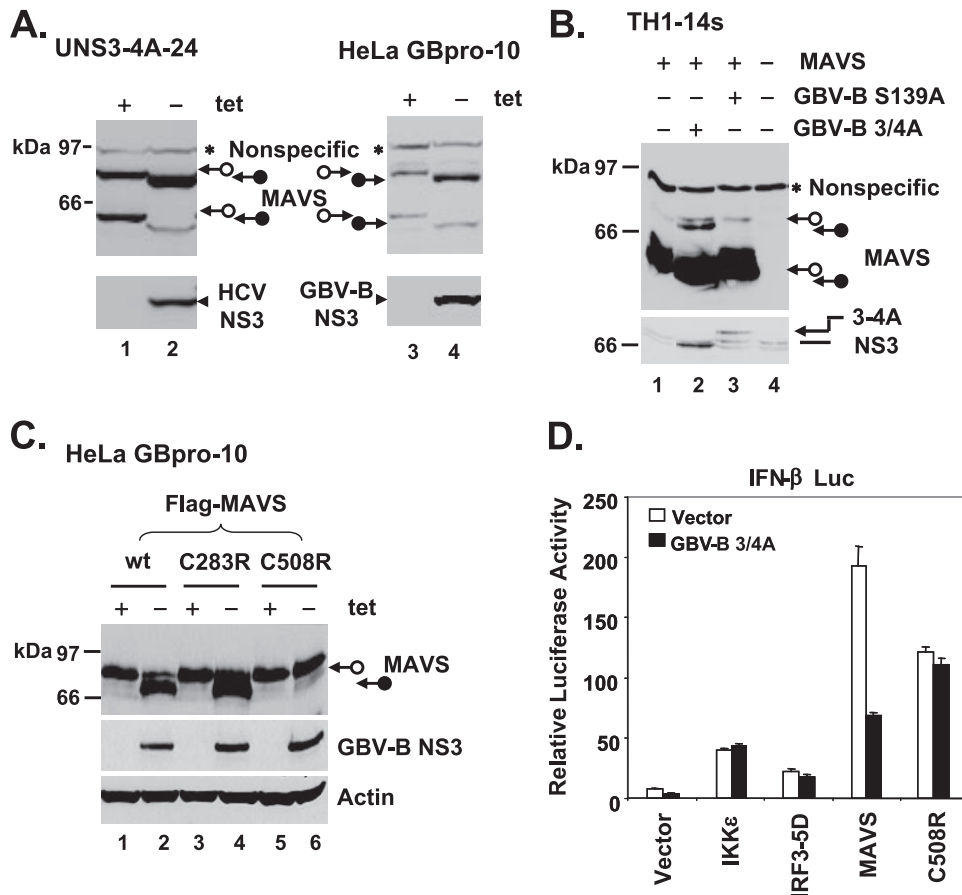 A.
UNS3-4A-24
HeLa GBpro-10
+ – tet
+ – tet
kDa 97
* Nonspecific *
66
MAVS
HCV NS3
GBV-B NS3
1 2 3 4
B.
TH1-14s
+ + + – MAVS
– – + – GBV-B S139A
– + – – GBV-B 3/4A
kDa 97
* Nonspecific
66
MAVS
3-4A
66
NS3
1 2 3 4
C.
HeLa GBpro-10
Flag-MAVS
wt C283R C508R
+ – + – + – tet
kDa 97
MAVS
66
GBV-B NS3
Actin
1 2 3 4 5 6
D.
IFN-β Luc
Relative Luciferase Activity
250
200
150
100
50
0
Vector
GBV-B 3/4A
Vector
IKKε
IRF3-5D
MAVS
C508R